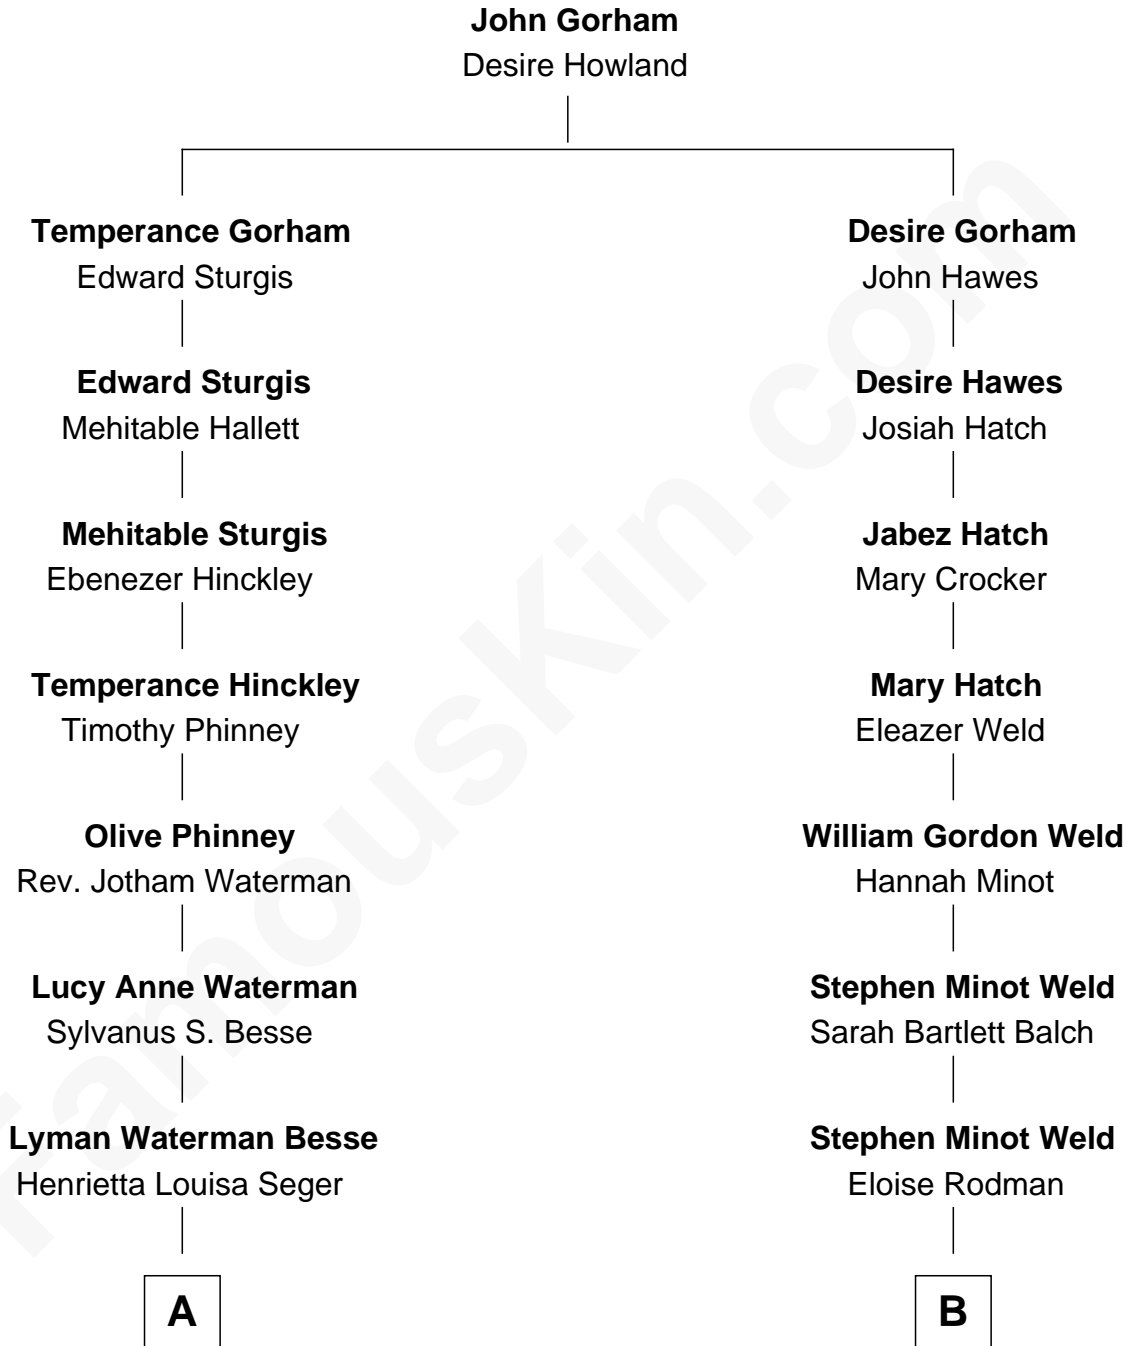 John Gorham
Desire Howland
Temperance Gorham
Edward Sturgis
Desire Gorham
John Hawes
Edward Sturgis
Mehitable Hallett
Desire Hawes
Josiah Hatch
Mehitable Sturgis
Ebenezer Hinckley
Jabez Hatch
Mary Crocker
Temperance Hinckley
Timothy Phinney
Mary Hatch
Eleazer Weld
Olive Phinney
Rev. Jotham Waterman
William Gordon Weld
Hannah Minot
Lucy Anne Waterman
Sylvanus S. Besse
Stephen Minot Weld
Sarah Bartlett Balch
Lyman Waterman Besse
Henrietta Louisa Seger
Stephen Minot Weld
Eloise Rodman
A
B
FamousKin.com